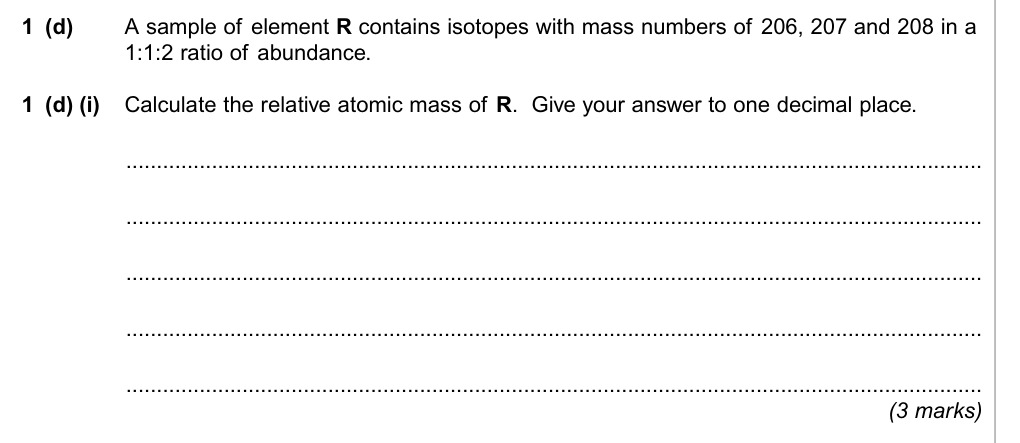 1 (d) A sample of element R contains isotopes with mass numbers of 206, 207 and 208 in a
1:1:2 ratio of abundance.
1 (d) (i) Calculate the relative atomic mass of R. Give your answer to one decimal place.
(3 marks)